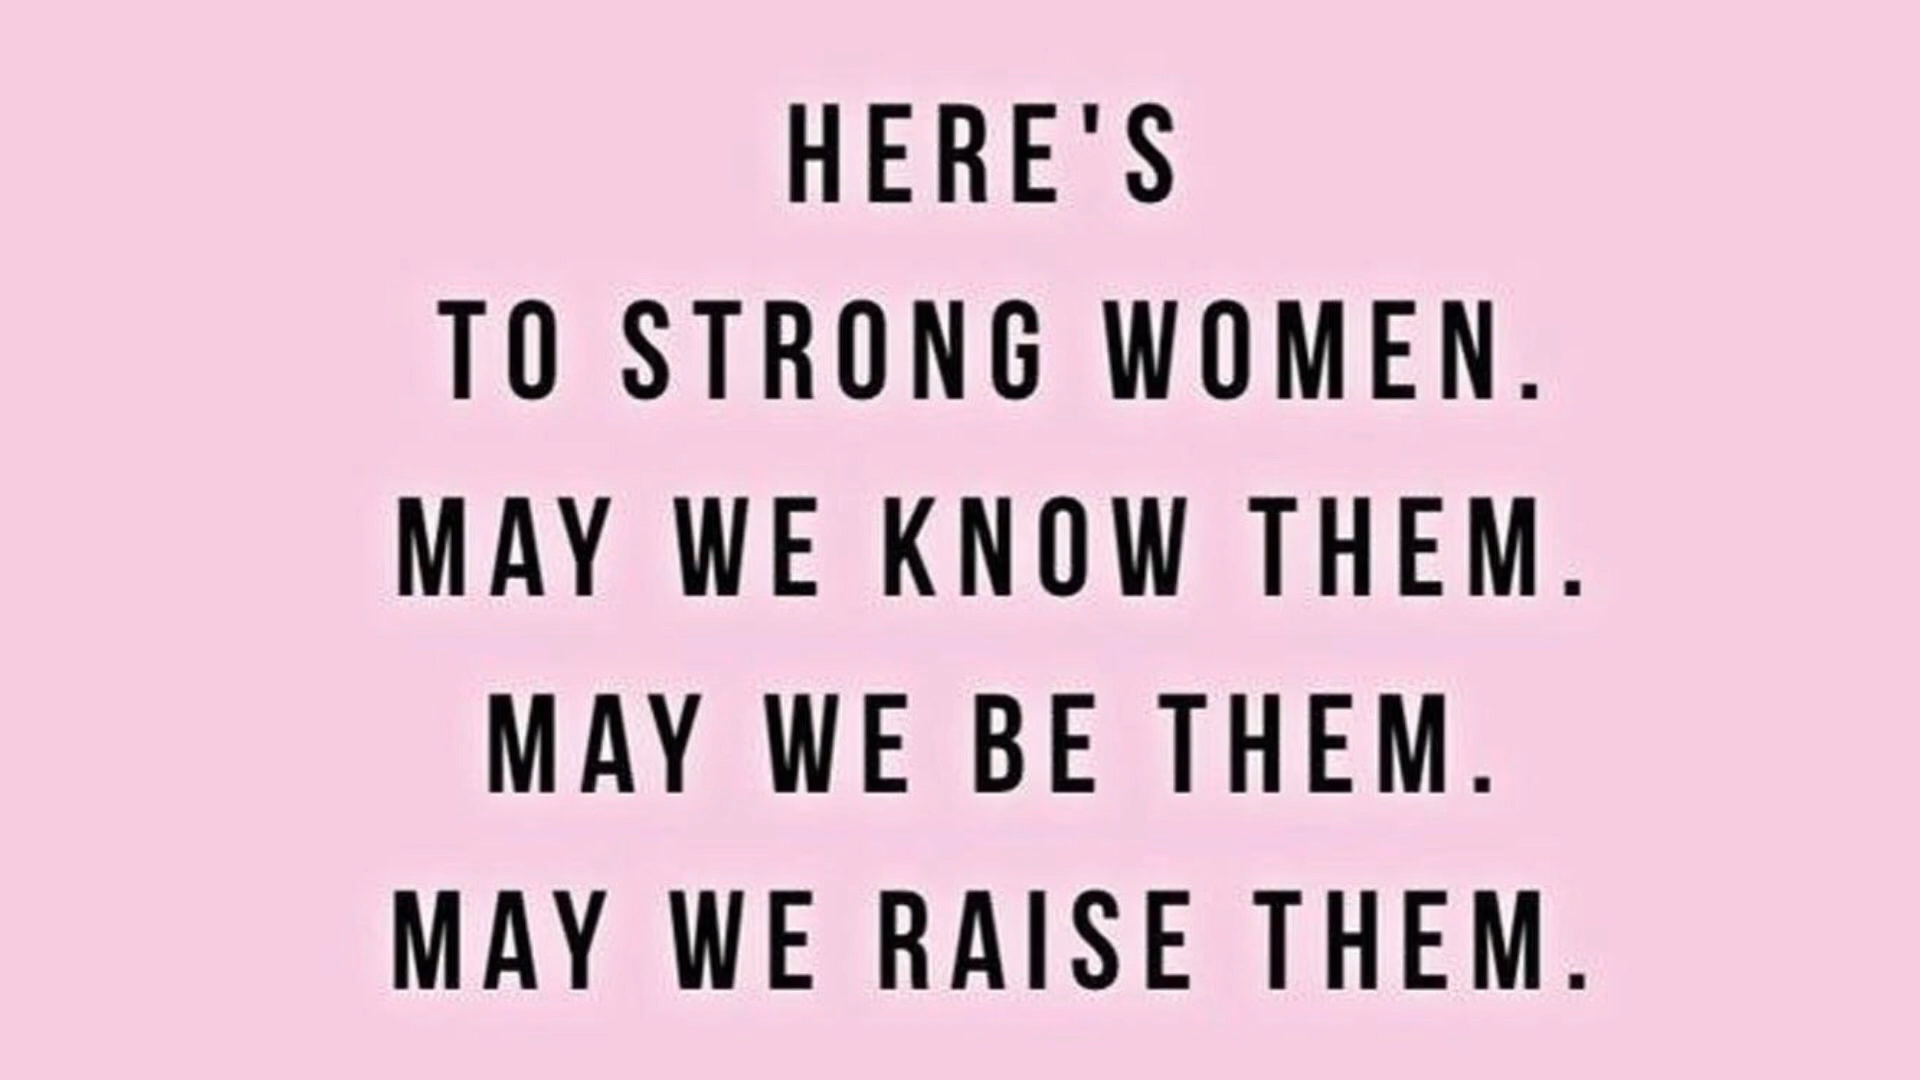 HERE'S
TO STRONG WOMEN.
MAY WE KNOW THEM.
MAY WE BE THEM.
MAY WE RAISE THEM.